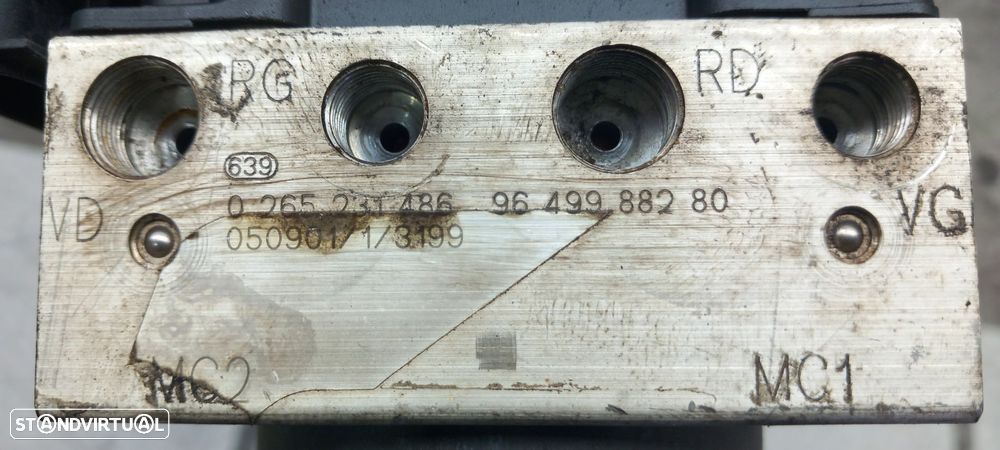 RG RD
639
VD 0 265 231 486 96 499 882 80 VG
050901 1/3199
MC2 MC1
STANDVIRTUAL